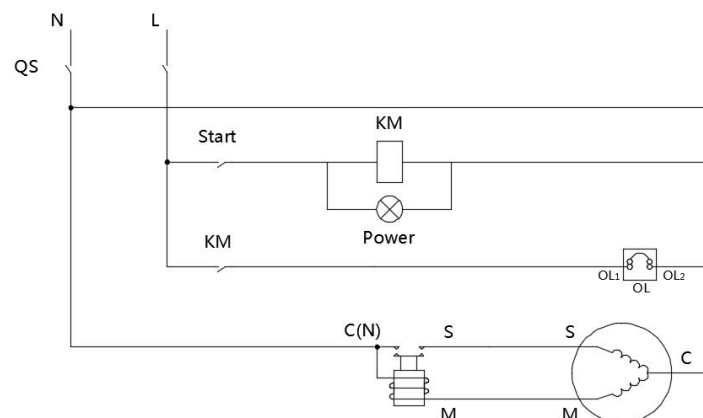 N L
QS
Start KM
Power
KM
OL1 OL2
OL
C(N) S S
C
M M